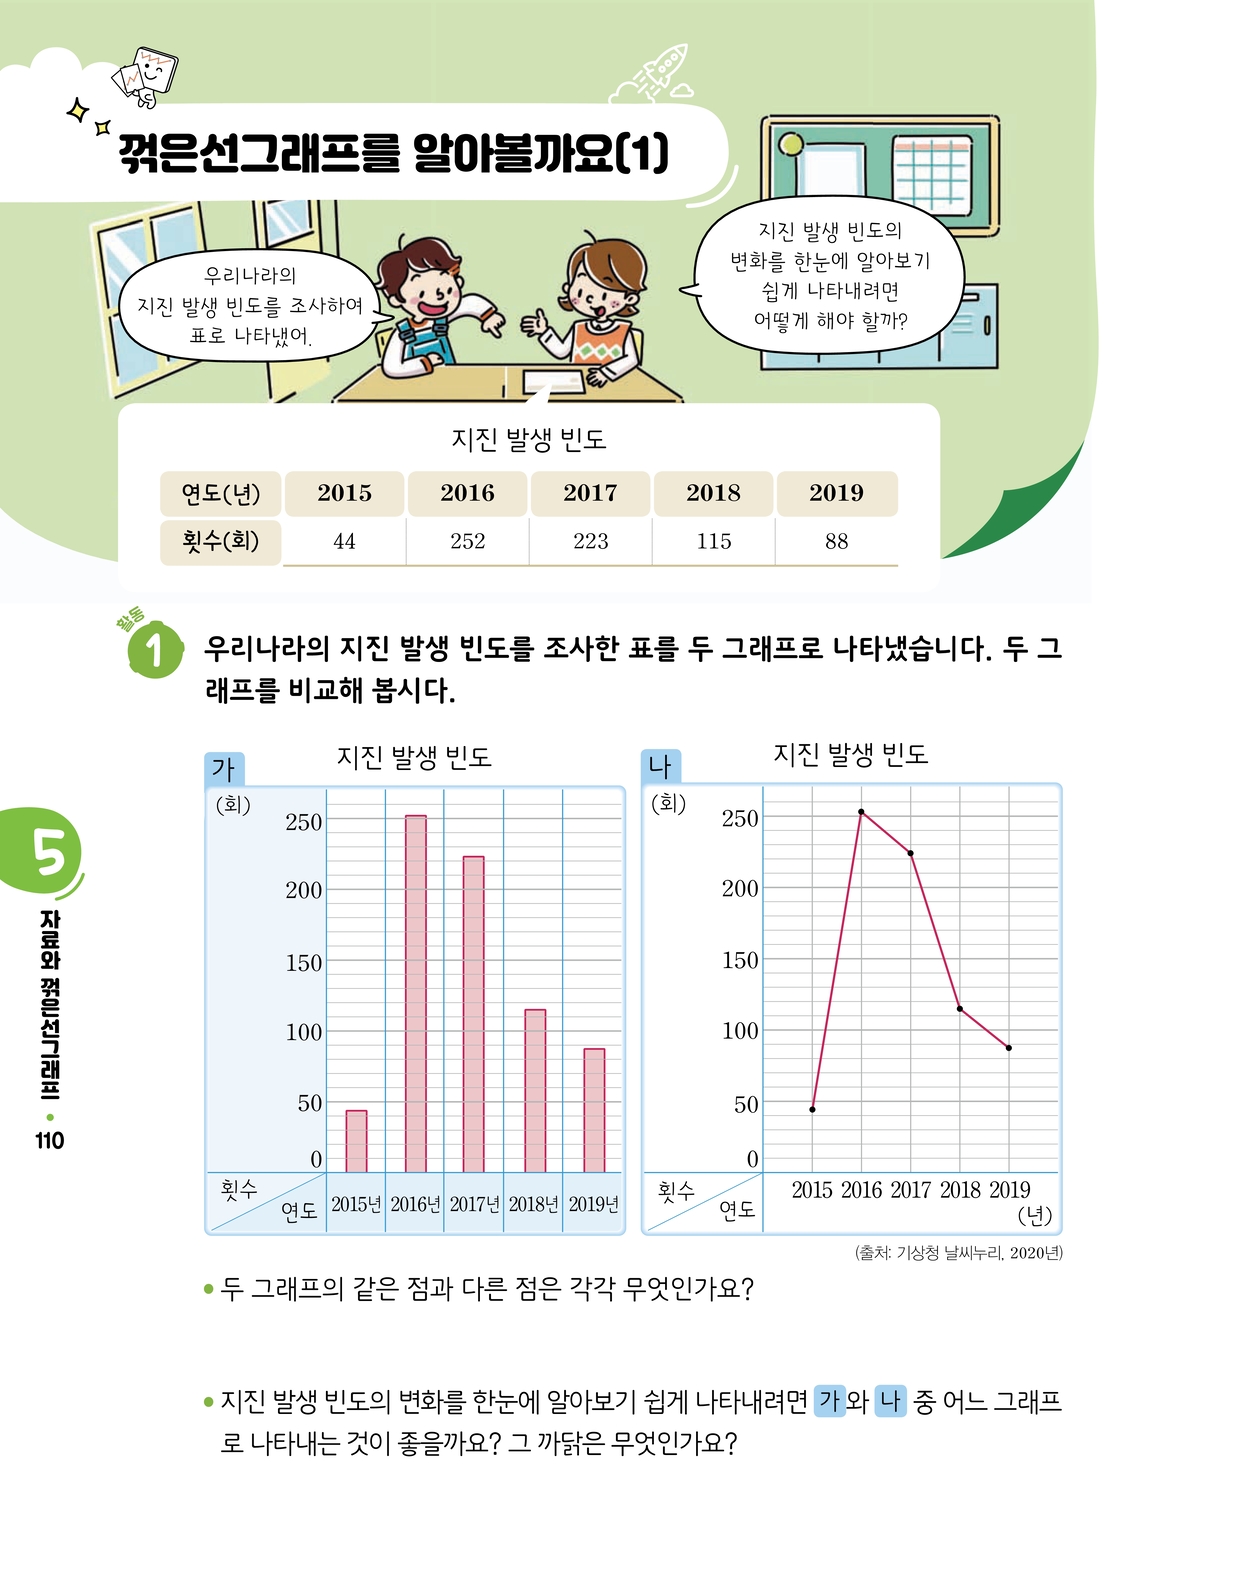 꺾은선그래프를 알아볼까요(1)
우리나라의
지진 발생 빈도를 조사하여
표로 나타냈어.
지진 발생 빈도의
변화를 한눈에 알아보기
쉽게 나타내려면
어떻게 해야 할까?
지진 발생 빈도
연도(년) 2015 2016 2017 2018 2019
횟수(회) 44 252 223 115 88
활동
1
우리나라의 지진 발생 빈도를 조사한 표를 두 그래프로 나타냈습니다. 두 그
래프를 비교해 봅시다.
가
지진 발생 빈도
(회)
250
200
150
100
50
0
횟수
연도
2015년 2016년 2017년 2018년 2019년
나
지진 발생 빈도
(회)
250
200
150
100
50
0
횟수
연도
2015 2016 2017 2018 2019
(년)
(출처: 기상청 날씨누리, 2020년)
• 두 그래프의 같은 점과 다른 점은 각각 무엇인가요?
• 지진 발생 빈도의 변화를 한눈에 알아보기 쉽게 나타내려면 가 와 나 중 어느 그래프
로 나타내는 것이 좋을까요? 그 까닭은 무엇인가요?
5
자료와 꺾은선그래프 •
110